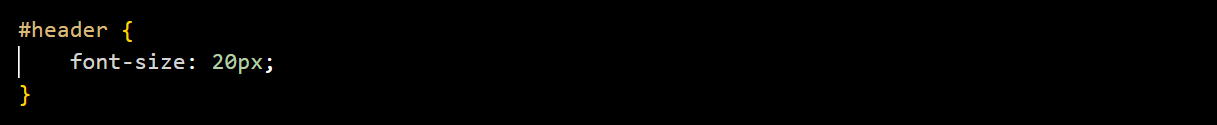 #header {
    font-size: 20px;
}